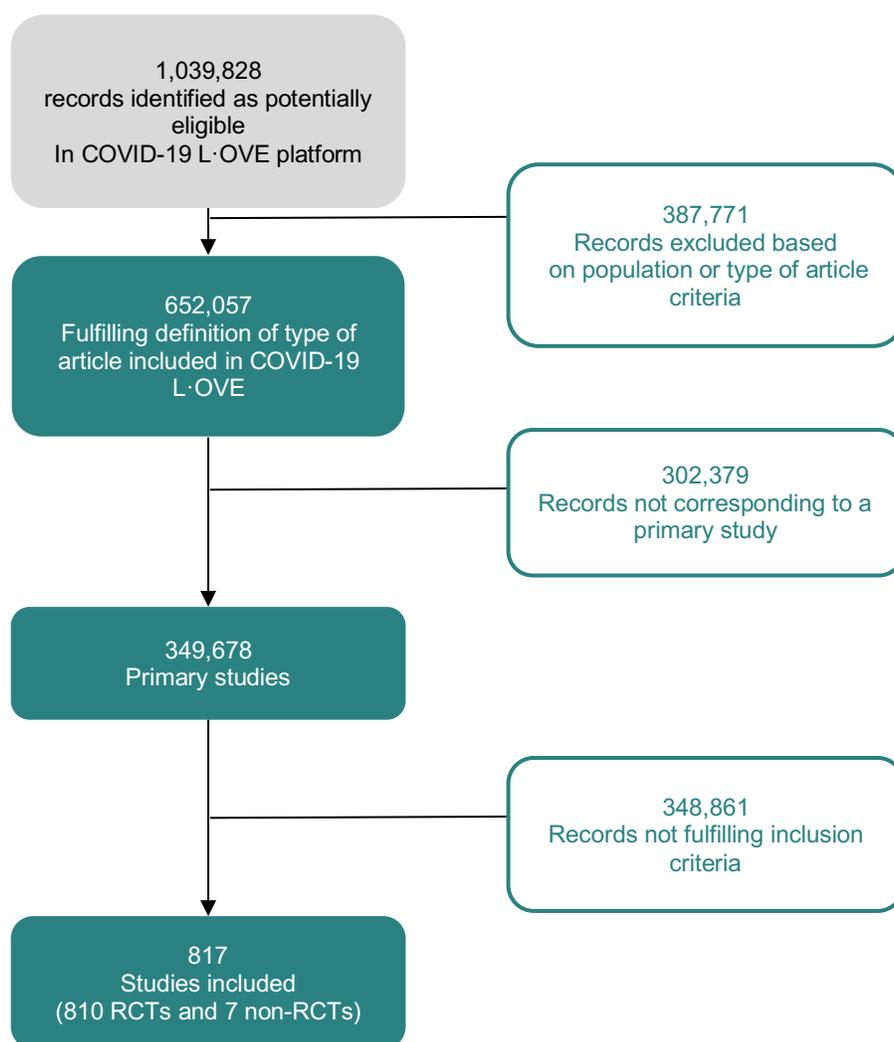 1,039,828
records identified as potentially
eligible
In COVID-19 L·OVE platform
387,771
Records excluded based
on population or type of article
criteria
652,057
Fulfilling definition of type of
article included in COVID-19
L·OVE
302,379
Records not corresponding to a
primary study
349,678
Primary studies
348,861
Records not fulfilling inclusion
criteria
817
Studies included
(810 RCTs and 7 non-RCTs)